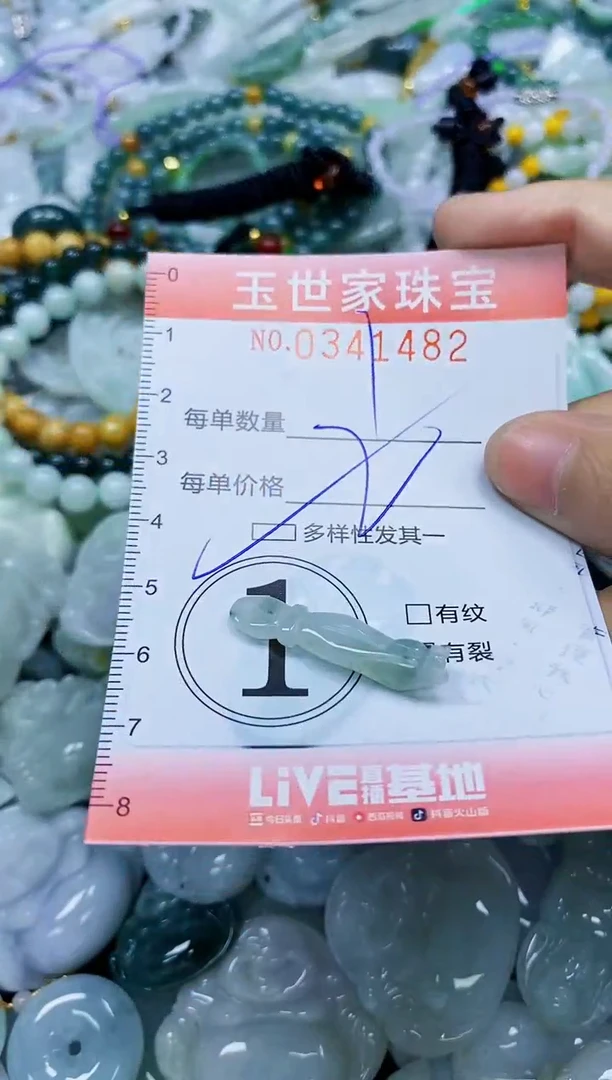 玉世家珠宝
NO.0341482
每单数量
每单价格
多样性发其一
1
有纹
有裂
LiVE直播基地
今日头条 抖音 西瓜视频 抖音火山版
0
1
2
3
4
5
6
7
8